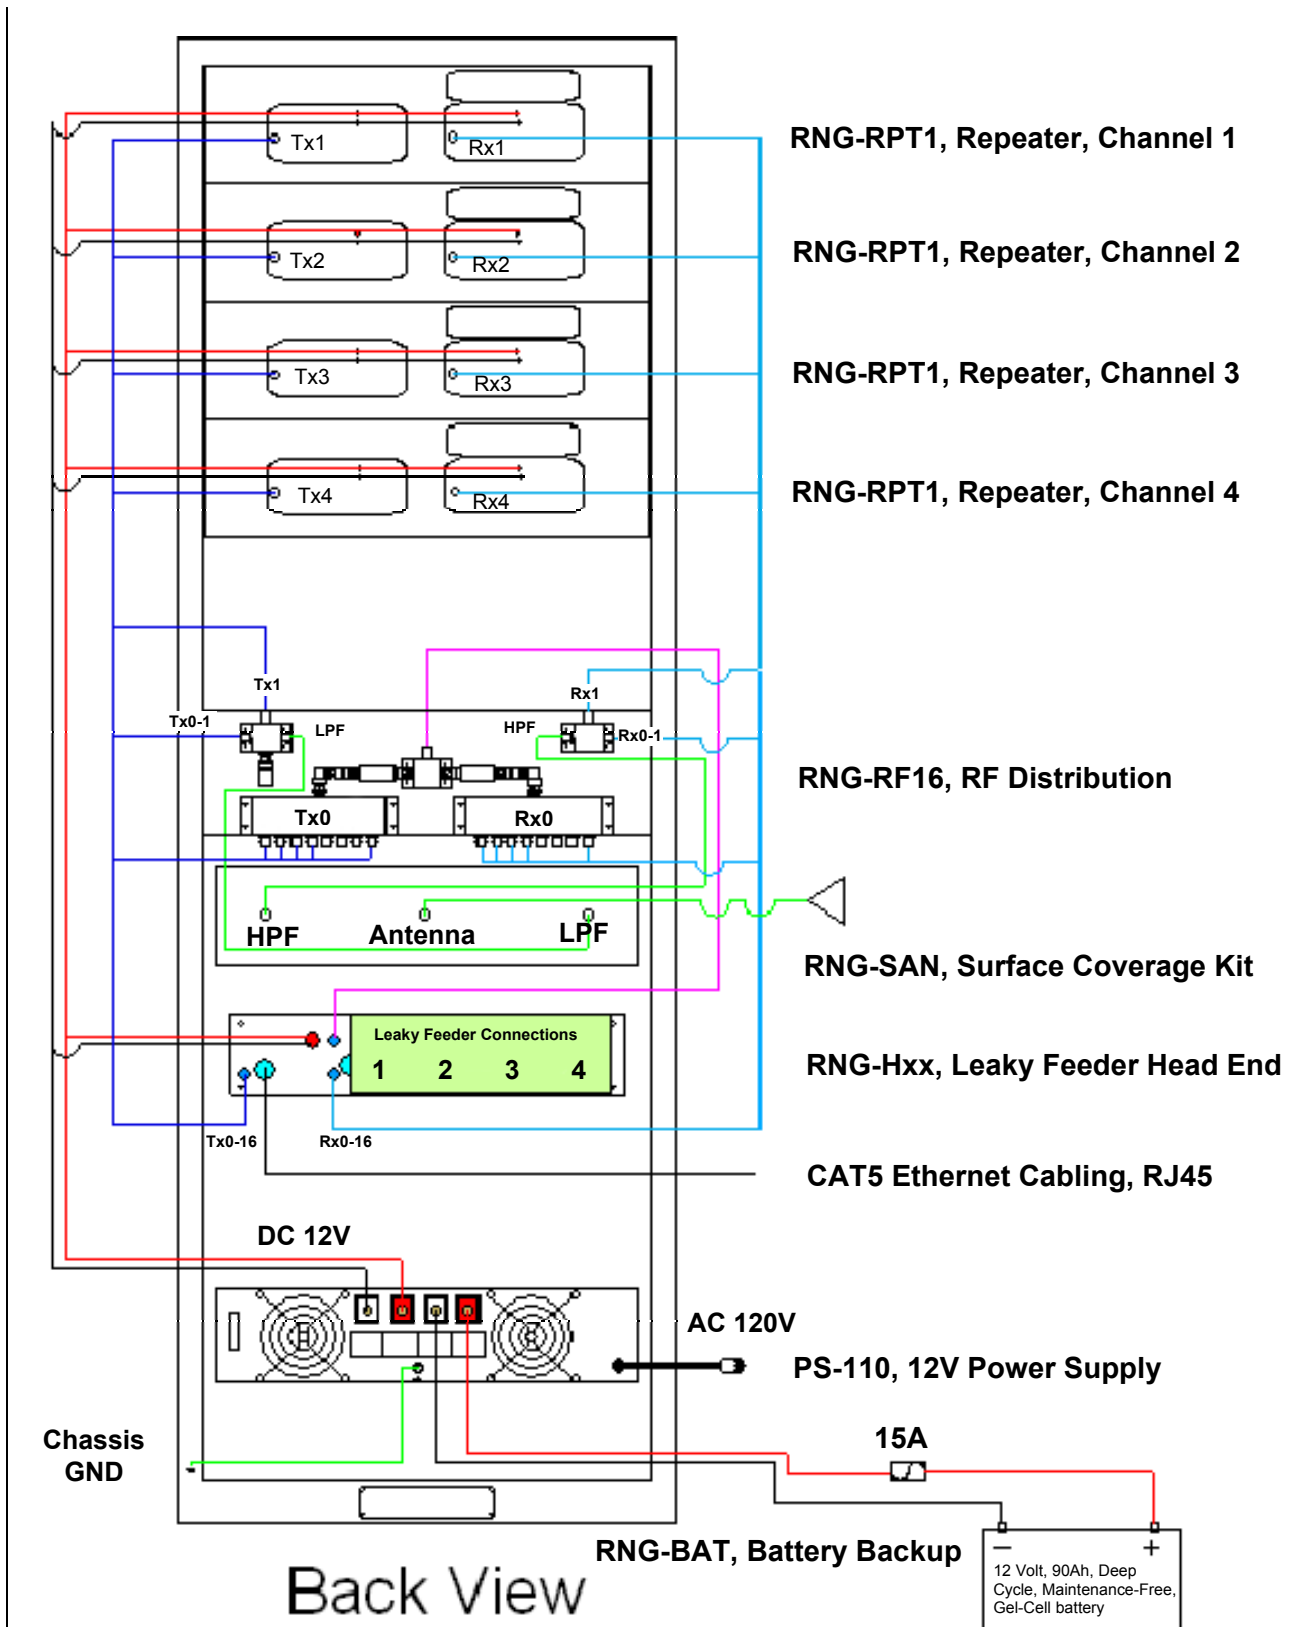 Tx1
Rx1
RNG-RPT1, Repeater, Channel 1
Tx2
Rx2
RNG-RPT1, Repeater, Channel 2
Tx3
Rx3
RNG-RPT1, Repeater, Channel 3
Tx4
Rx4
RNG-RPT1, Repeater, Channel 4
Tx1
Rx1
Tx0-1
LPF
HPF
Rx0-1
RNG-RF16, RF Distribution
Tx0
Rx0
HPF
Antenna
LPF
RNG-SAN, Surface Coverage Kit
Leaky Feeder Connections
1 2 3 4
RNG-Hxx, Leaky Feeder Head End
Tx0-16
Rx0-16
CAT5 Ethernet Cabling, RJ45
DC 12V
AC 120V
PS-110, 12V Power Supply
Chassis
GND
15A
RNG-BAT, Battery Backup
– +
12 Volt, 90Ah, Deep
Cycle, Maintenance-Free,
Gel-Cell battery
Back View